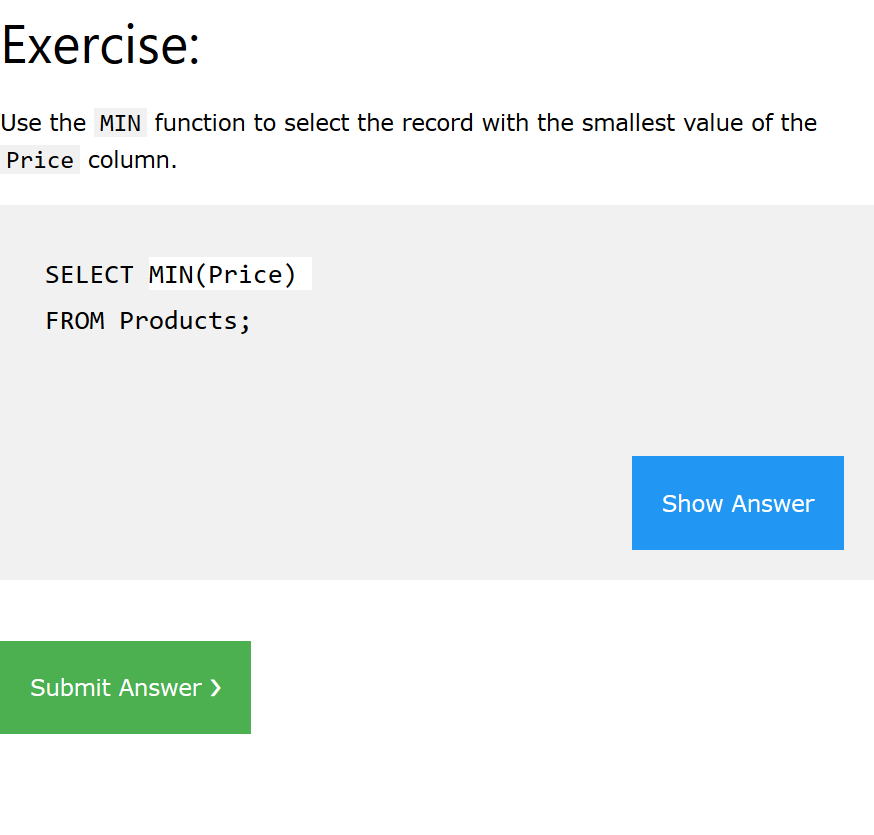 Exercise:
Use the MIN function to select the record with the smallest value of the
Price column.
SELECT MIN(Price)
FROM Products;
Show Answer
Submit Answer ❯